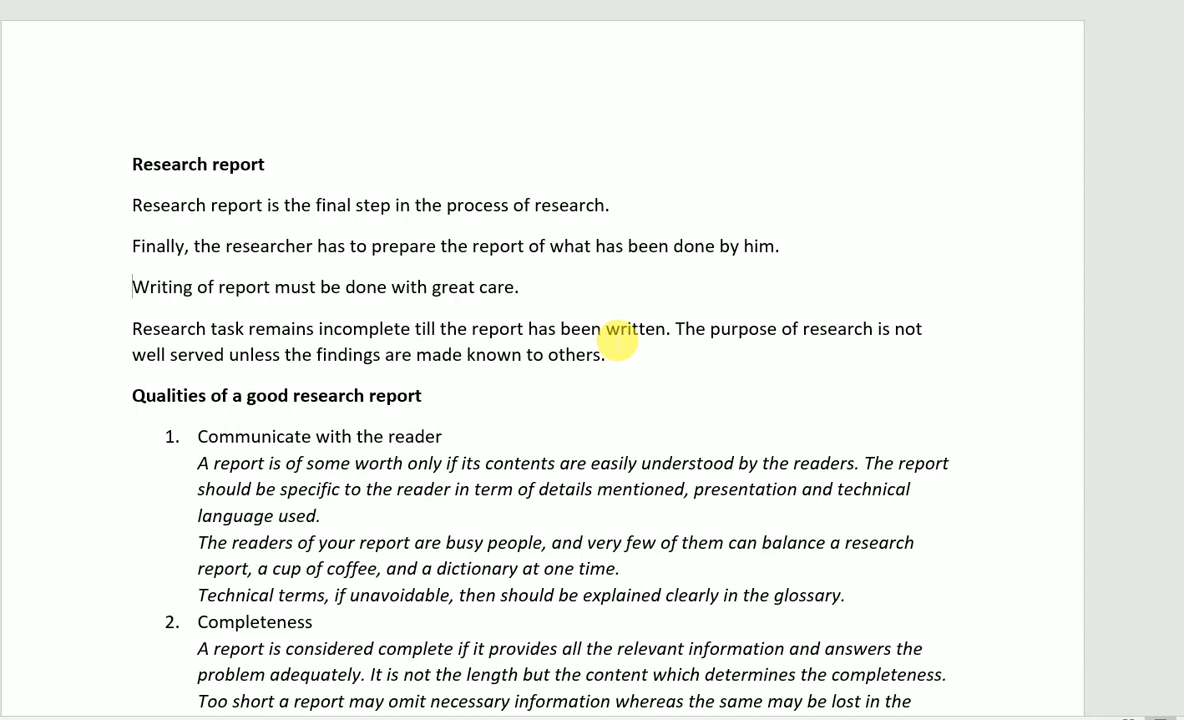 Research report
Research report is the final step in the process of research.
Finally, the researcher has to prepare the report of what has been done by him.
Writing of report must be done with great care.
Research task remains incomplete till the report has been written. The purpose of research is not
well served unless the findings are made known to others.
Qualities of a good research report
1. Communicate with the reader
A report is of some worth only if its contents are easily understood by the readers. The report
should be specific to the reader in term of details mentioned, presentation and technical
language used.
The readers of your report are busy people, and very few of them can balance a research
report, a cup of coffee, and a dictionary at one time.
Technical terms, if unavoidable, then should be explained clearly in the glossary.
2. Completeness
A report is considered complete if it provides all the relevant information and answers the
problem adequately. It is not the length but the content which determines the completeness.
Too short a report may omit necessary information whereas the same may be lost in the